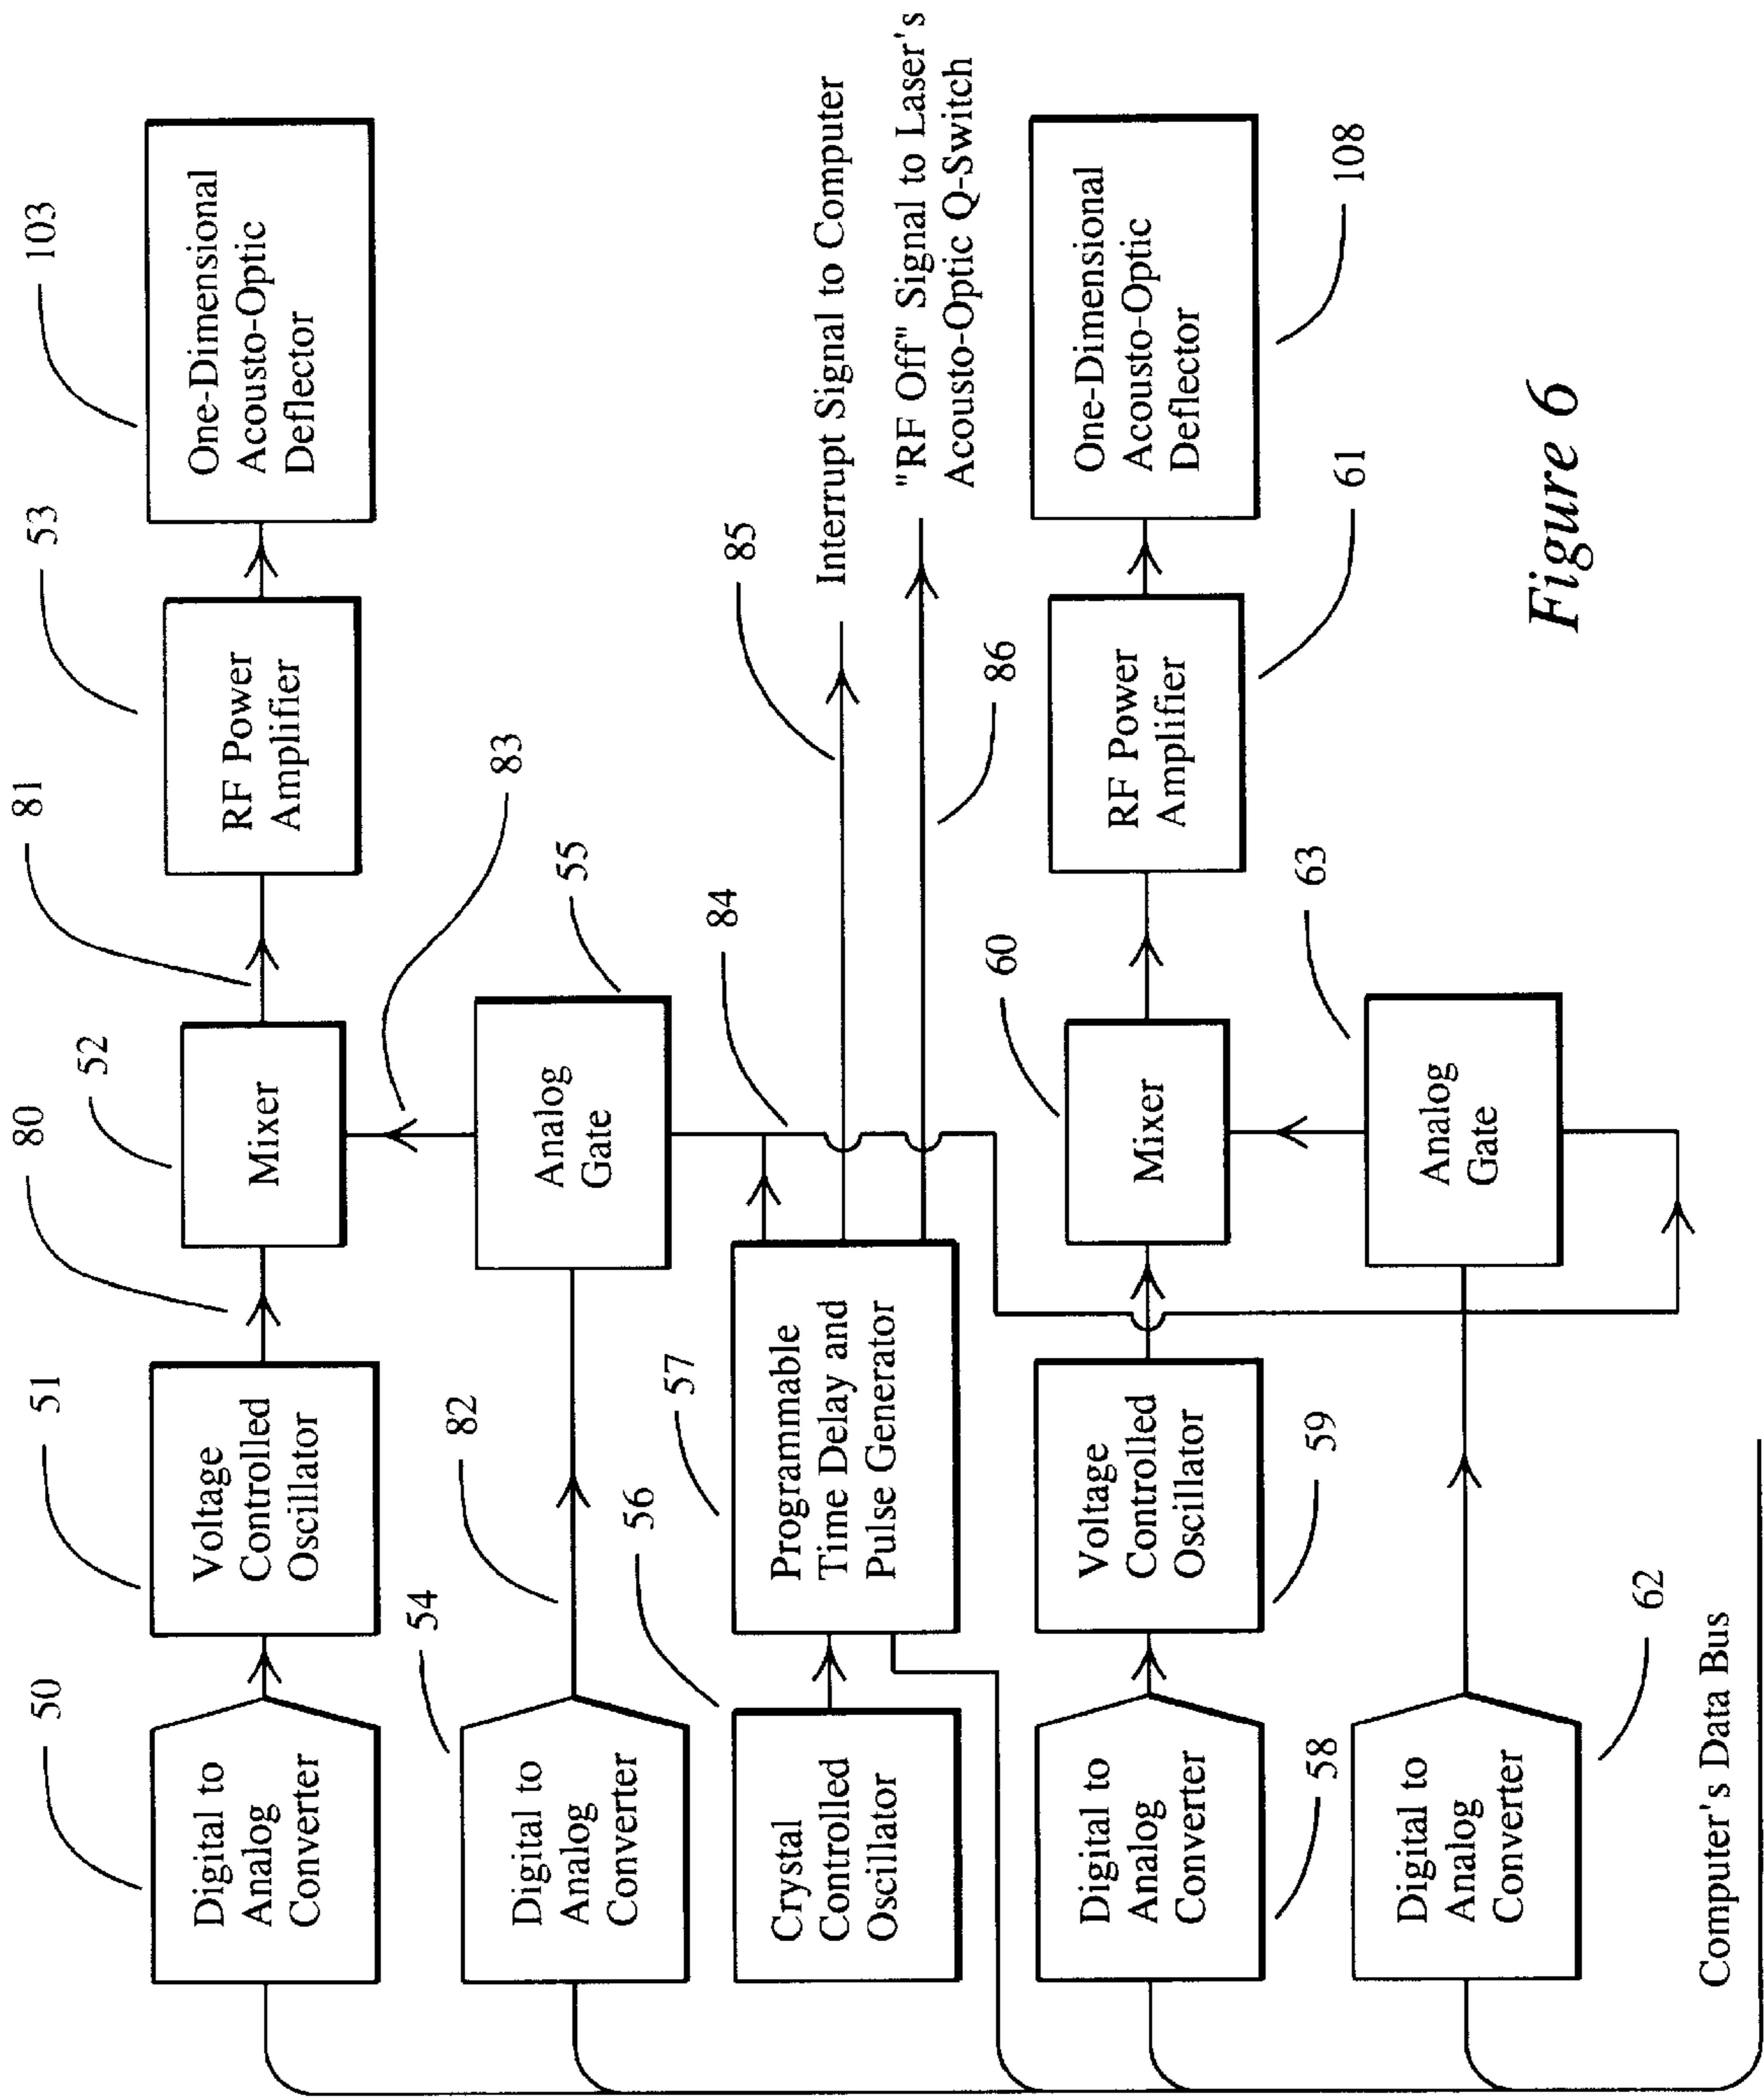 50
Digital to
Analog
Converter
51
Voltage
Controlled
Oscillator
80
52
Mixer
81
53
RF Power
Amplifier
103
One-Dimensional
Acousto-Optic
Deflector
54
Digital to
Analog
Converter
82
83
Analog
Gate
55
56
Crystal
Controlled
Oscillator
57
Programmable
Time Delay and
Pulse Generator
84
85
Interrupt Signal to Computer
"RF Off" Signal to Laser's
Acousto-Optic Q-Switch
86
Digital to
Analog
Converter
58
Voltage
Controlled
Oscillator
59
60
Mixer
RF Power
Amplifier
61
One-Dimensional
Acousto-Optic
Deflector
108
Digital to
Analog
Converter
62
63
Analog
Gate
Computer's Data Bus
Figure 6